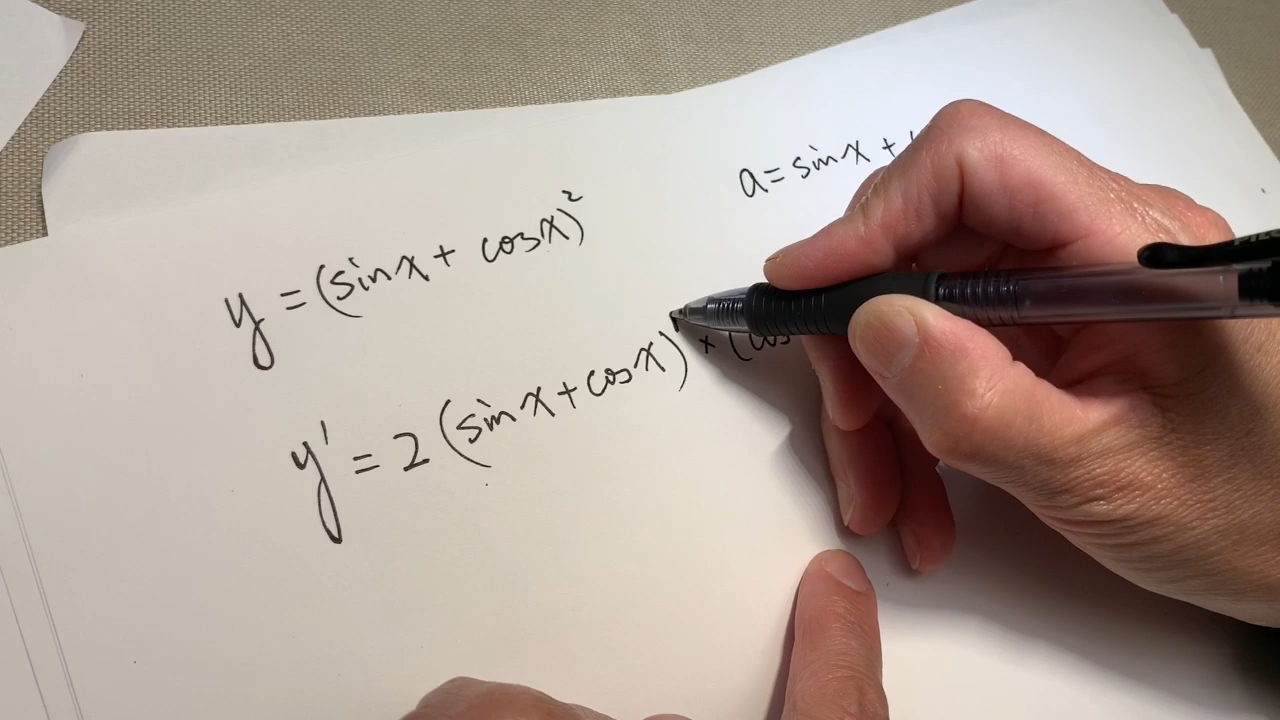 a = sin x +
y = (sin x + cos x)²
y' = 2 (sin x + cos x)' × (cos